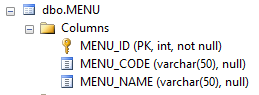 dbo.MENU
Columns
MENU_ID (PK, int, not null)
MENU_CODE (varchar(50), null)
MENU_NAME (varchar(50), null)